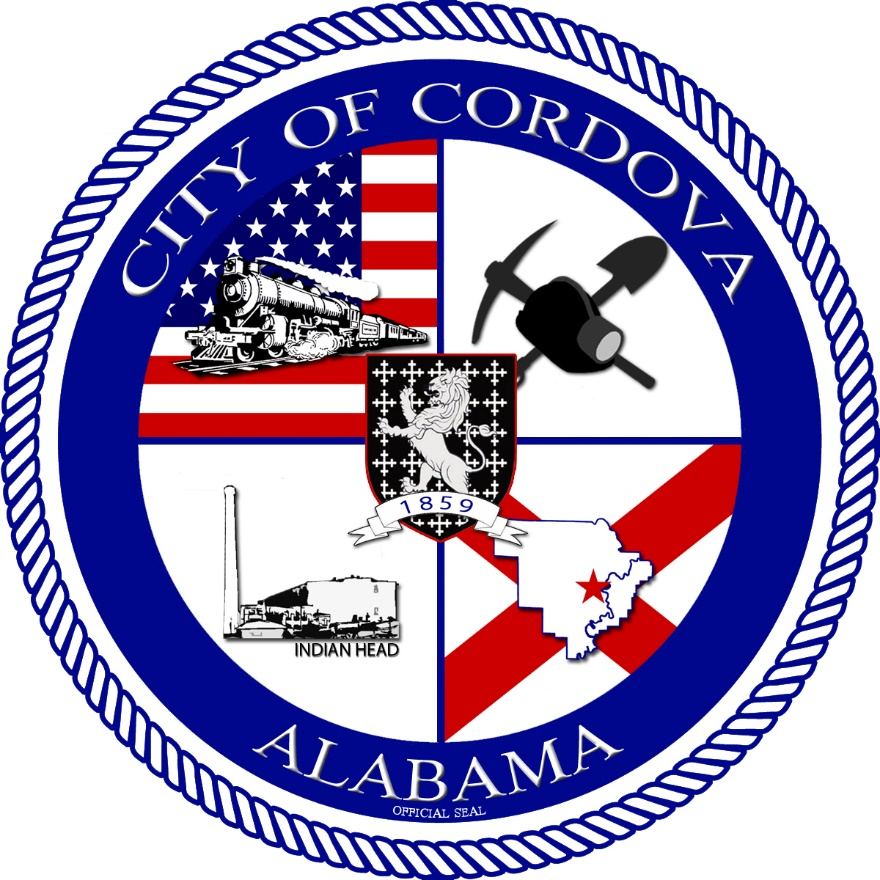 CITY OF CORDOVA
1859
INDIAN HEAD
ALABAMA
OFFICIAL SEAL